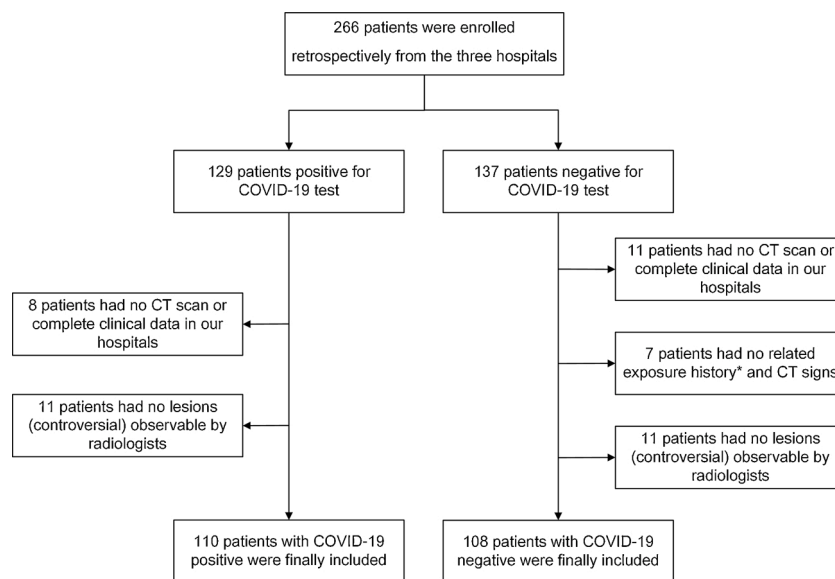 266 patients were enrolled
retrospectively from the three hospitals
129 patients positive for
COVID-19 test
137 patients negative for
COVID-19 test
11 patients had no CT scan or
complete clinical data in our
hospitals
8 patients had no CT scan or
complete clinical data in our
hospitals
7 patients had no related
exposure history* and CT signs
11 patients had no lesions
(controversial) observable by
radiologists
11 patients had no lesions
(controversial) observable by
radiologists
110 patients with COVID-19
positive were finally included
108 patients with COVID-19
negative were finally included